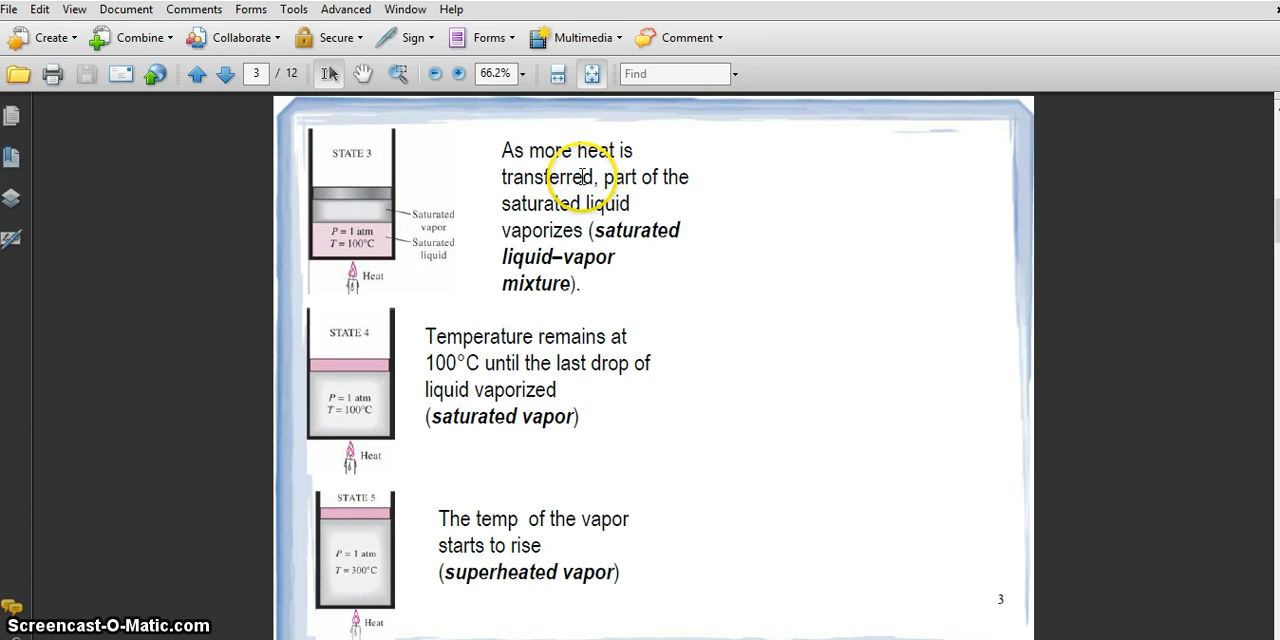 File Edit View Document Comments Forms Tools Advanced Window Help
Create Combine Collaborate Secure Sign Forms Multimedia Comment
3 / 12 66.2% Find
STATE 3
Saturated
vapor
P = 1 atm
T = 100°C
Saturated
liquid
Heat
As more heat is
transferred, part of the
saturated liquid
vaporizes (saturated
liquid–vapor
mixture).
STATE 4
P = 1 atm
T = 100°C
Heat
Temperature remains at
100°C until the last drop of
liquid vaporized
(saturated vapor)
STATE 5
P = 1 atm
T = 300°C
Heat
The temp of the vapor
starts to rise
(superheated vapor)
3
Screencast-O-Matic.com